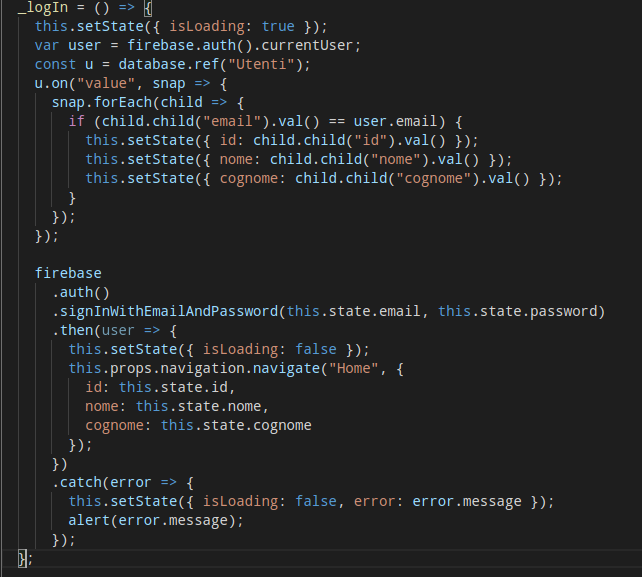 _logIn = () => {
  this.setState({ isLoading: true });
  var user = firebase.auth().currentUser;
  const u = database.ref("Utenti");
  u.on("value", snap => {
    snap.forEach(child => {
      if (child.child("email").val() == user.email) {
        this.setState({ id: child.child("id").val() });
        this.setState({ nome: child.child("nome").val() });
        this.setState({ cognome: child.child("cognome").val() });
      }
    });
  });

  firebase
    .auth()
    .signInWithEmailAndPassword(this.state.email, this.state.password)
    .then(user => {
      this.setState({ isLoading: false });
      this.props.navigation.navigate("Home", {
        id: this.state.id,
        nome: this.state.nome,
        cognome: this.state.cognome
      });
    })
    .catch(error => {
      this.setState({ isLoading: false, error: error.message });
      alert(error.message);
    });
};